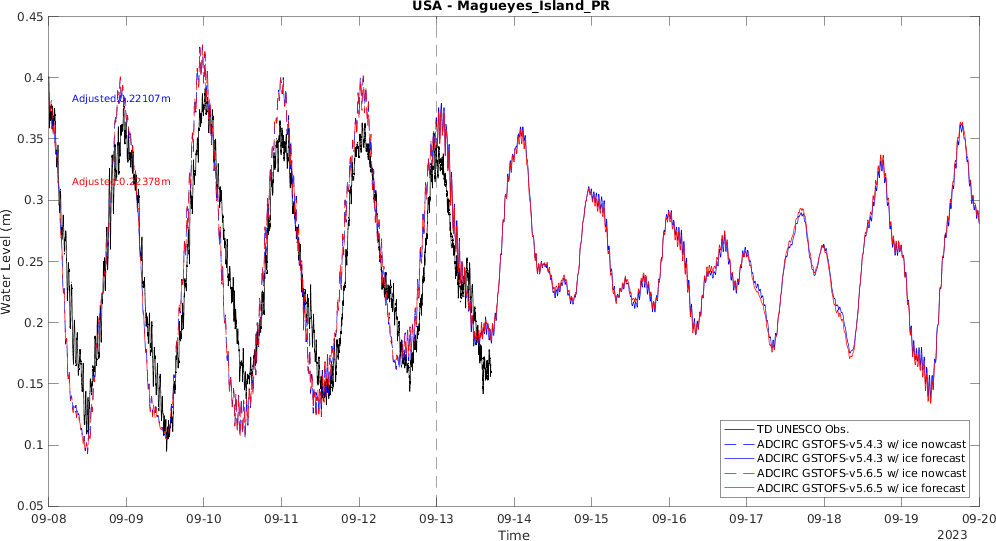 USA - Magueyes_Island_PR
0.45
0.4
0.35
0.3
0.25
0.2
0.15
0.1
0.05
Water Level (m)
Adjusted:0.22107m
Adjusted:0.22378m
TD UNESCO Obs.
ADCIRC GSTOFS-v5.4.3 w/ ice nowcast
ADCIRC GSTOFS-v5.4.3 w/ ice forecast
ADCIRC GSTOFS-v5.6.5 w/ ice nowcast
ADCIRC GSTOFS-v5.6.5 w/ ice forecast
09-08 09-09 09-10 09-11 09-12 09-13 09-14 09-15 09-16 09-17 09-18 09-19 09-20
Time
2023